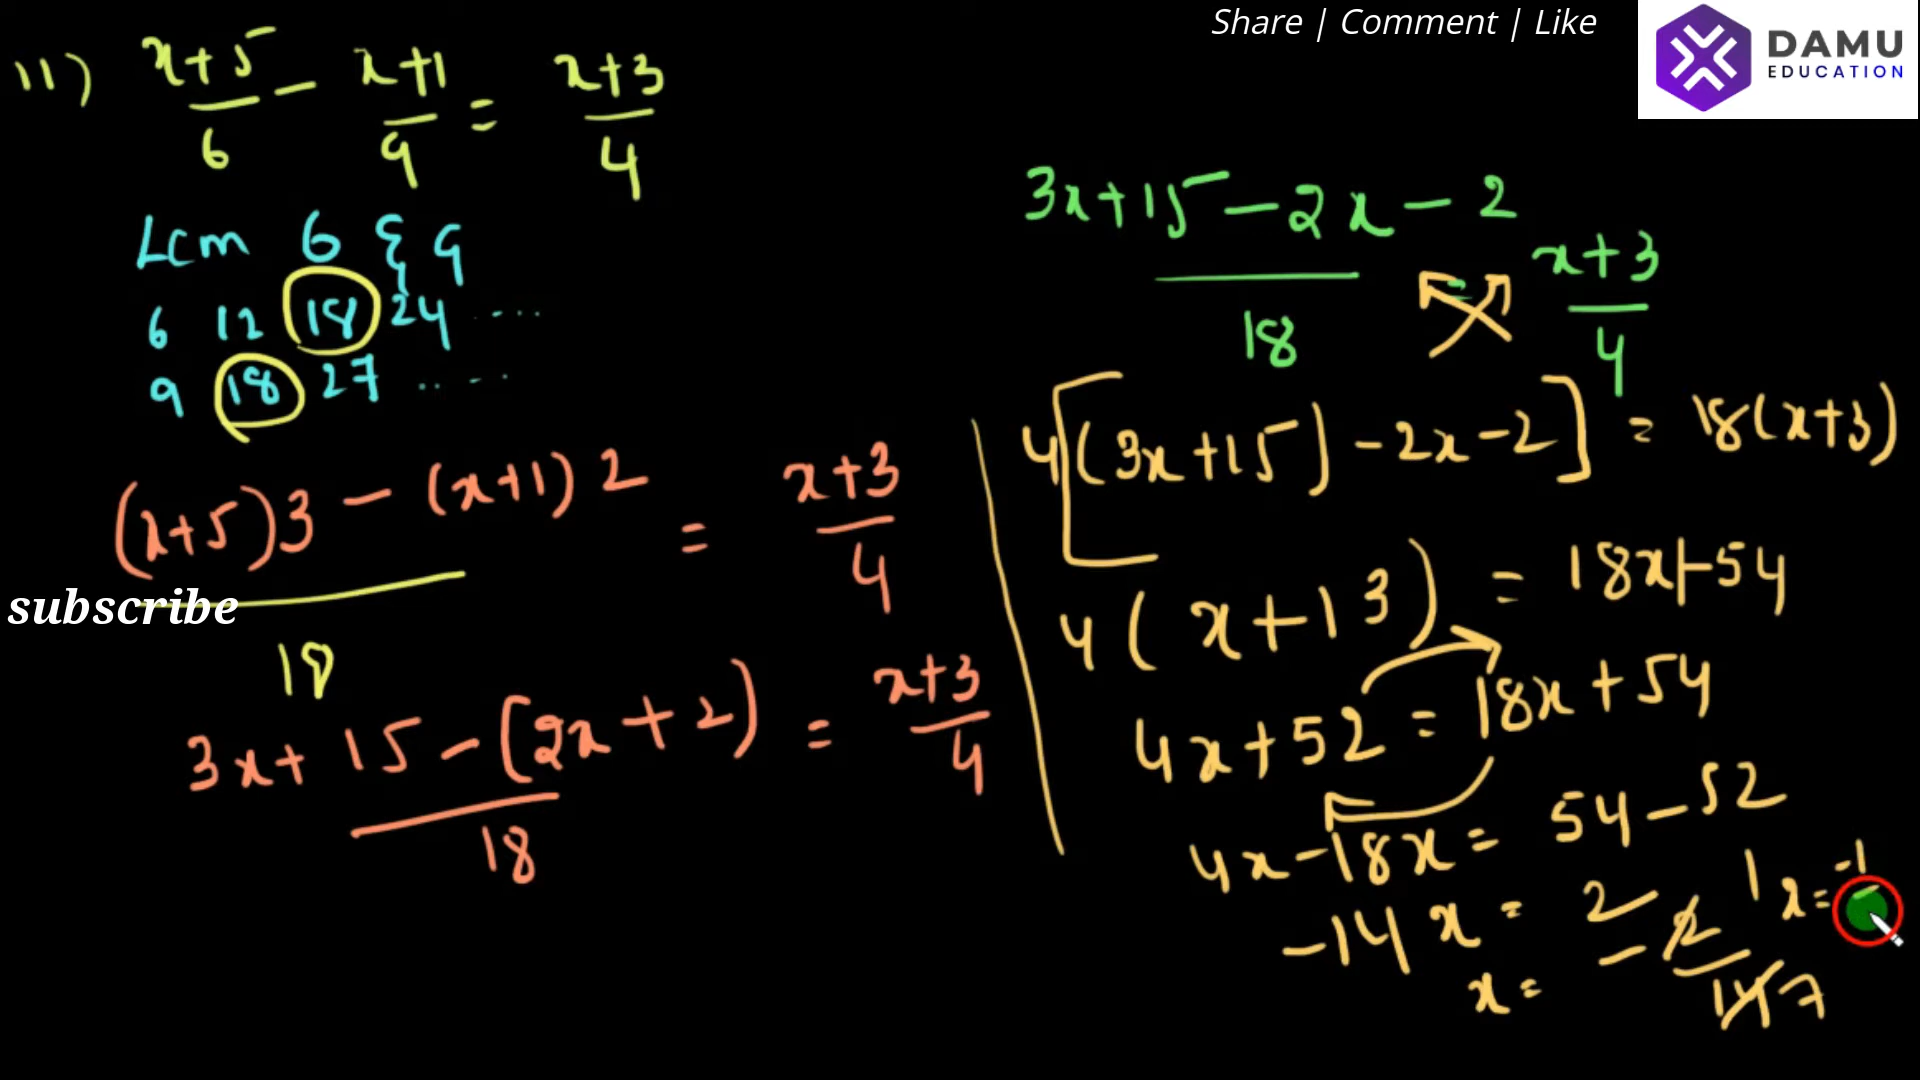 Share | Comment | Like
DAMU
EDUCATION
11) x+5/6 - x+1/9 = x+3/4
Lcm 6 & 9
6 12 18 24 ....
9 18 27 ....
(x+5)3 - (x+1)2 / 18 = x+3/4
subscribe
3x+15-(2x+2)/18 = x+3/4
3x+15-2x-2/18 = x+3/4
4[(3x+15)-2x-2] = 18(x+3)
4(x+13) = 18x+54
4x+52 = 18x+54
4x-18x = 54-52
-14x = 2
x = - 2/14 1 7
x = -1